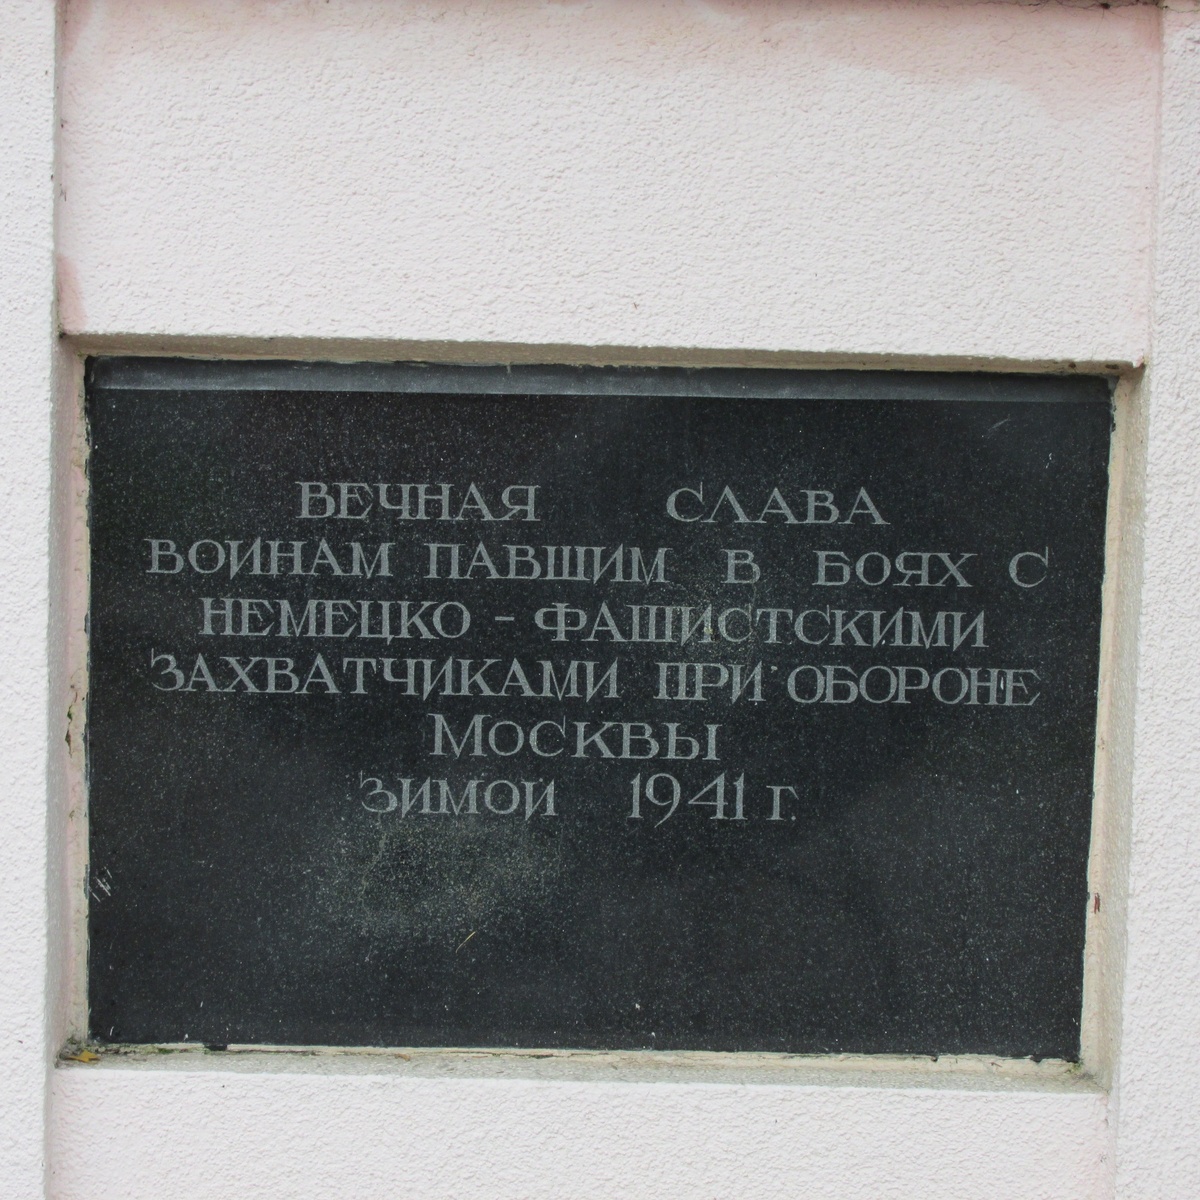 ВЕЧНАЯ СЛАВА
ВОИНАМ ПАВШИМ В БОЯХ С
НЕМЕЦКО - ФАШИСТСКИМИ
ЗАХВАТЧИКАМИ ПРИ ОБОРОНЕ
МОСКВЫ
ЗИМОЙ 1941 г.